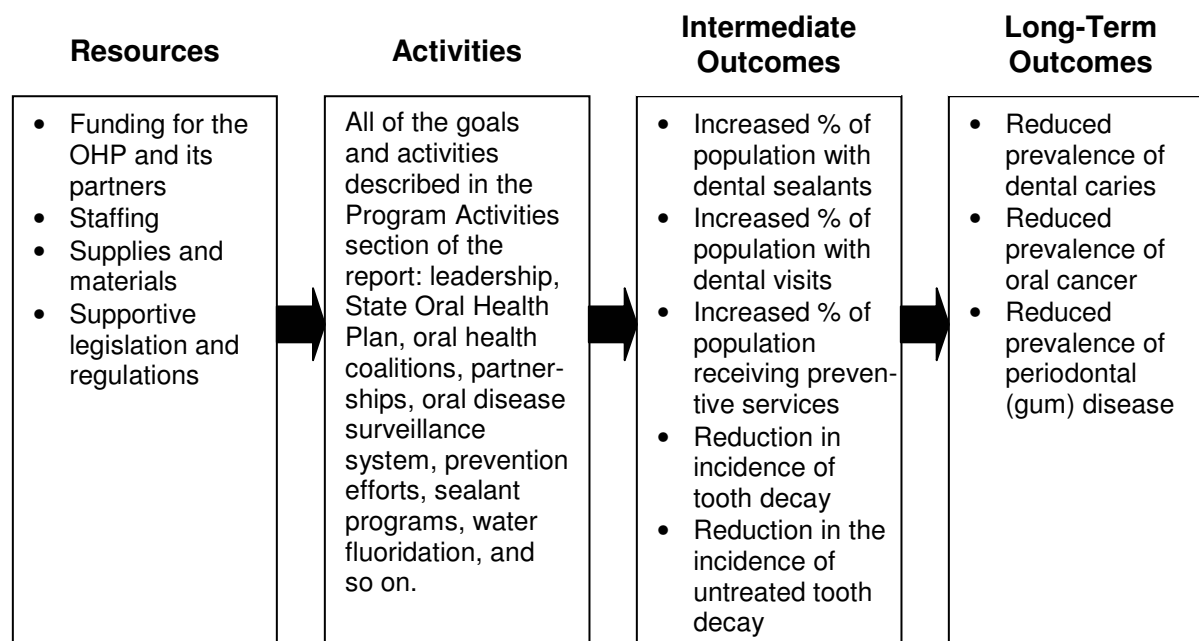 Resources
• Funding for the
OHP and its
partners
• Staffing
• Supplies and
materials
• Supportive
legislation and
regulations
Activities
All of the goals
and activities
described in the
Program Activities
section of the
report: leadership,
State Oral Health
Plan, oral health
coalitions, partner-
ships, oral disease
surveillance
system, prevention
efforts, sealant
programs, water
fluoridation, and
so on.
Intermediate
Outcomes
• Increased % of
population with
dental sealants
• Increased % of
population with
dental visits
• Increased % of
population
receiving preven-
tive services
• Reduction in
incidence of
tooth decay
• Reduction in the
incidence of
untreated tooth
decay
Long-Term
Outcomes
• Reduced
prevalence of
dental caries
• Reduced
prevalence of
oral cancer
• Reduced
prevalence of
periodontal
(gum) disease